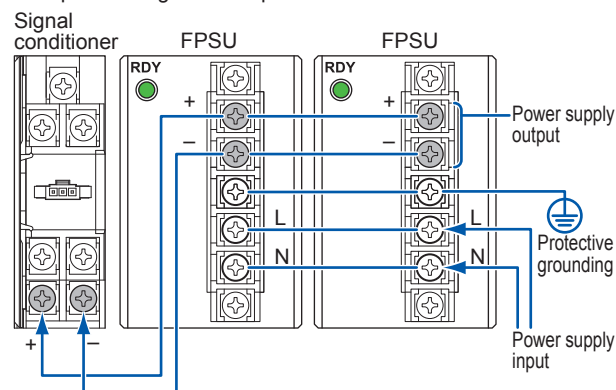 Signal
conditioner
FPSU
FPSU
RDY
RDY
+
+
−
−
Power supply
output
L
L
N
N
Protective
grounding
Power supply
input
+
−